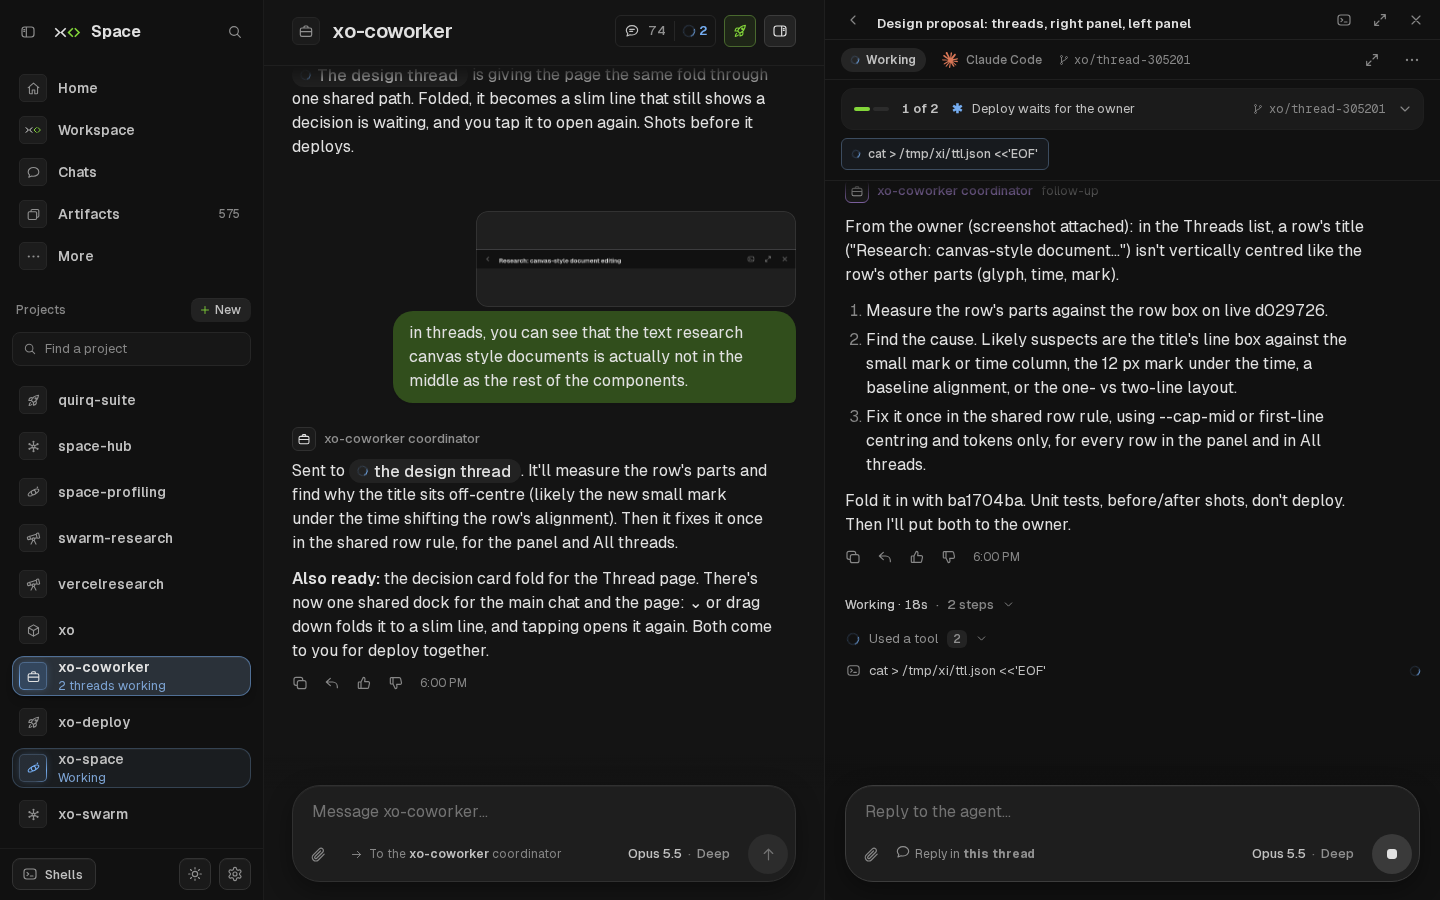 Space
Home
Workspace
Chats
Artifacts 575
More
Projects
+ New
Find a project
quirq-suite
space-hub
space-profiling
swarm-research
vercelresearch
xo
xo-coworker
2 threads working
xo-deploy
xo-space
Working
xo-swarm
Shells
xo-coworker
74
2
The design thread is giving the page the same fold through
one shared path. Folded, it becomes a slim line that still shows a
decision is waiting, and you tap it to open again. Shots before it
deploys.
Research: canvas-style document editing
in threads, you can see that the text research
canvas style documents is actually not in the
middle as the rest of the components.
xo-coworker coordinator
Sent to the design thread. It'll measure the row's parts and
find why the title sits off-centre (likely the new small mark
under the time shifting the row's alignment). Then it fixes it once
in the shared row rule, for the panel and All threads.
Also ready: the decision card fold for the Thread page. There's
now one shared dock for the main chat and the page: ⌄ or drag
down folds it to a slim line, and tapping opens it again. Both come
to you for deploy together.
6:00 PM
Message xo-coworker...
→ To the xo-coworker coordinator
Opus 5.5 · Deep
Design proposal: threads, right panel, left panel
Working
Claude Code
xo/thread-305201
1 of 2
Deploy waits for the owner
xo/thread-305201
cat > /tmp/xi/ttl.json <<'EOF'
xo-coworker coordinator follow-up
From the owner (screenshot attached): in the Threads list, a row's title
("Research: canvas-style document…") isn't vertically centred like the
row's other parts (glyph, time, mark).
1. Measure the row's parts against the row box on live d029726.
2. Find the cause. Likely suspects are the title's line box against the
small mark or time column, the 12 px mark under the time, a
baseline alignment, or the one- vs two-line layout.
3. Fix it once in the shared row rule, using --cap-mid or first-line
centring and tokens only, for every row in the panel and in All
threads.
Fold it in with ba1704ba. Unit tests, before/after shots, don't deploy.
Then I'll put both to the owner.
6:00 PM
Working · 18s · 2 steps
Used a tool 2
cat > /tmp/xi/ttl.json <<'EOF'
Reply to the agent...
Reply in this thread
Opus 5.5 · Deep